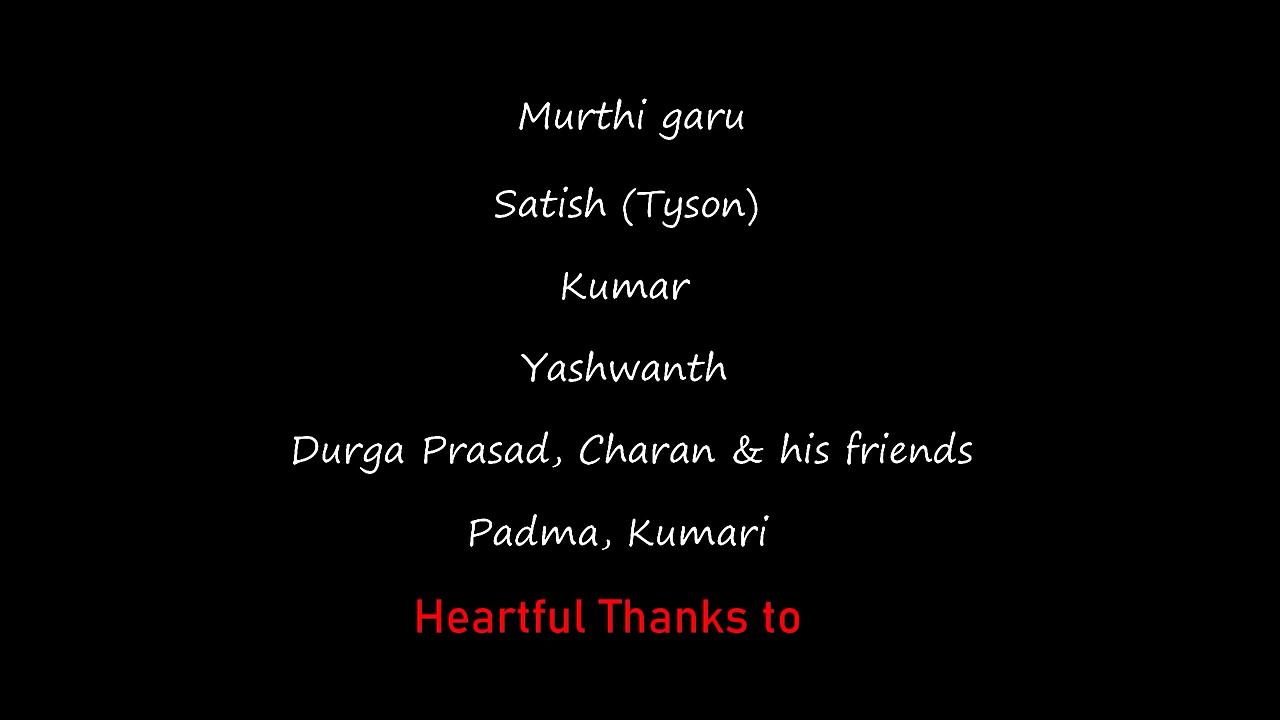 Murthi garu
Satish (Tyson)
Kumar
Yashwanth
Durga Prasad, Charan & his friends
Padma, Kumari
Heartful Thanks to